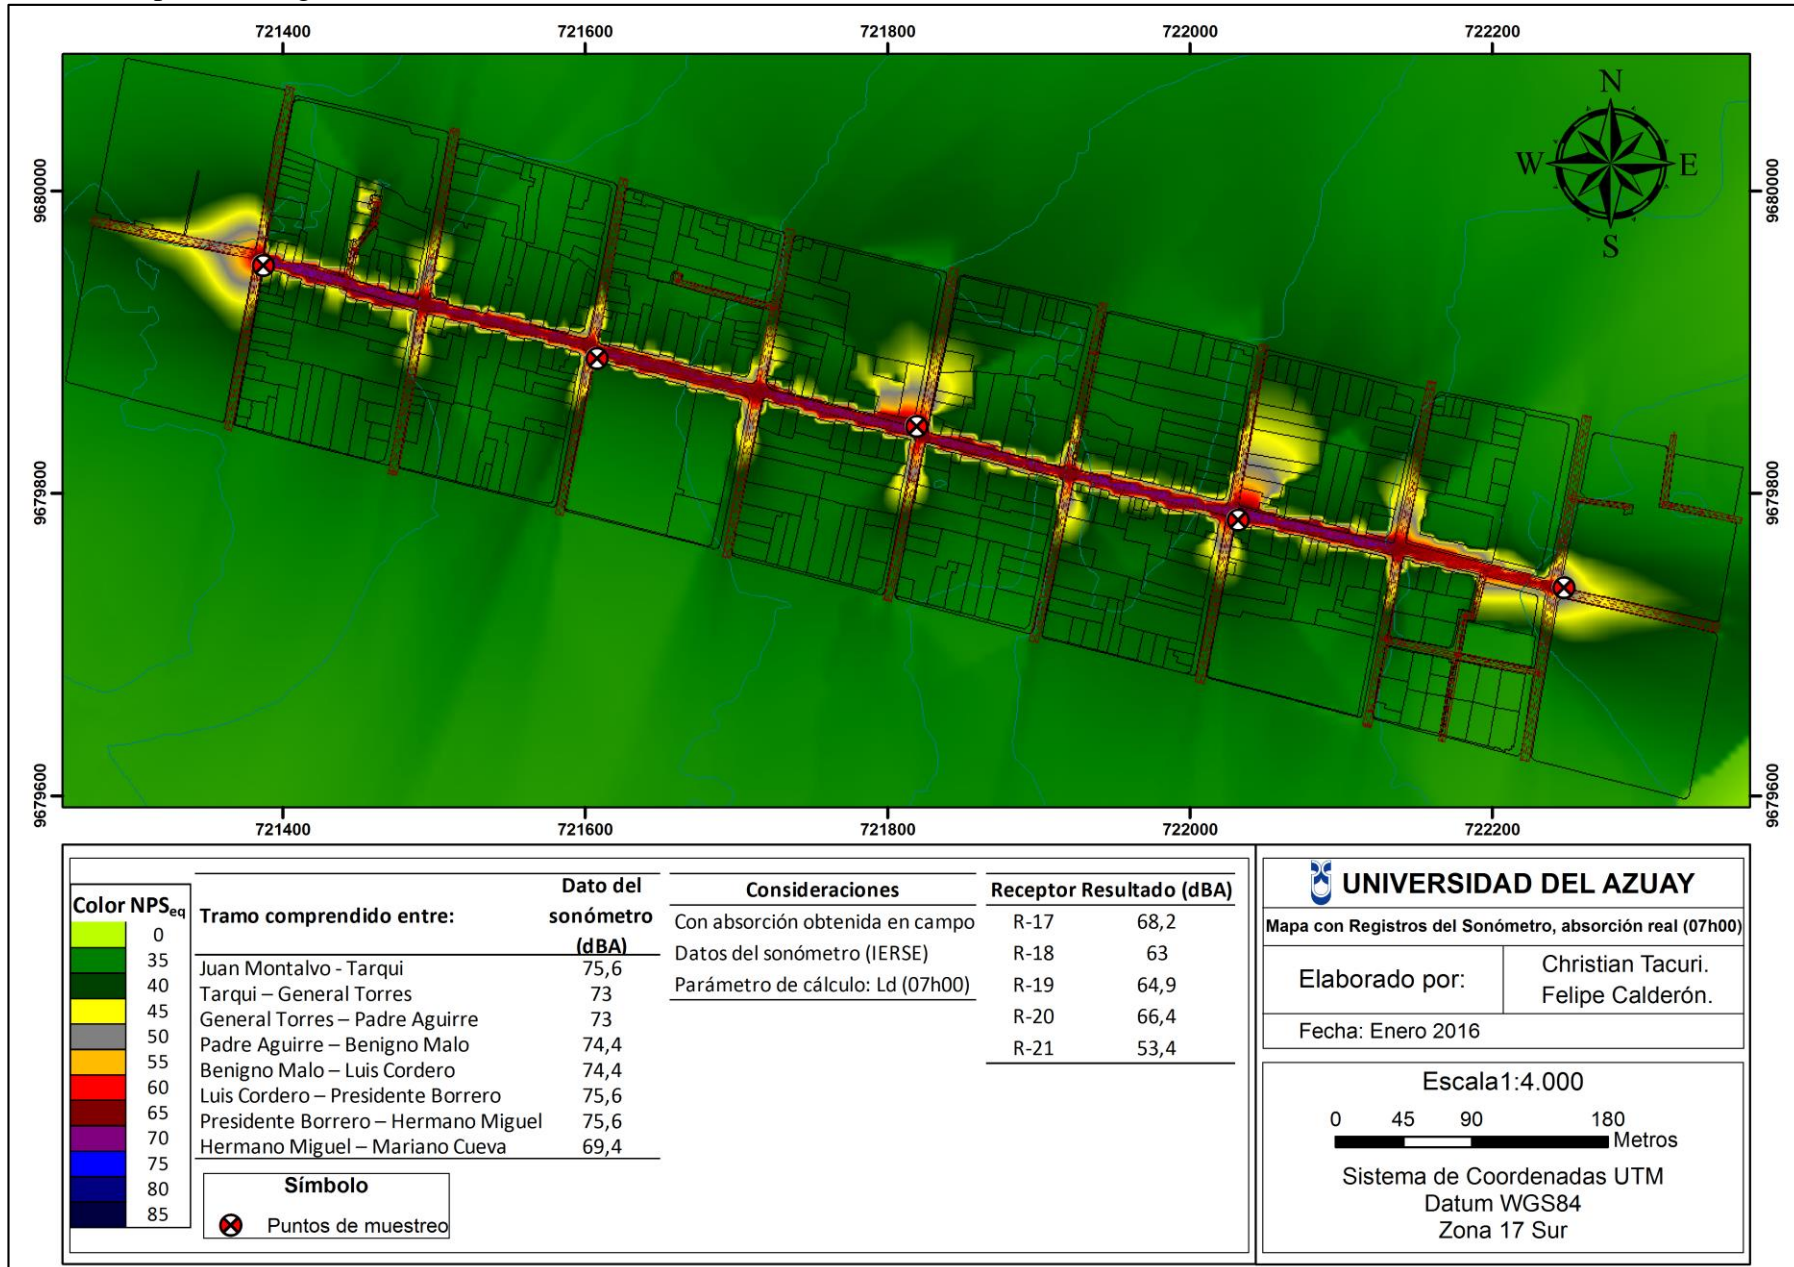 721400 721600 721800 722000 722200
N
W E
S
9680000 9680000
9679800 9679800
9679600 9679600
721400 721600 721800 722000 722200
Color NPSeq
0
35
40
45
50
55
60
65
70
75
80
85
Tramo comprendido entre: Dato del sonómetro (dBA)
Juan Montalvo - Tarqui 75,6
Tarqui – General Torres 73
General Torres – Padre Aguirre 73
Padre Aguirre – Benigno Malo 74,4
Benigno Malo – Luis Cordero 74,4
Luis Cordero – Presidente Borrero 75,6
Presidente Borrero – Hermano Miguel 75,6
Hermano Miguel – Mariano Cueva 69,4
Símbolo
Puntos de muestreo
Consideraciones
Con absorción obtenida en campo
Datos del sonómetro (IERSE)
Parámetro de cálculo: Ld (07h00)
Receptor Resultado (dBA)
R-17 68,2
R-18 63
R-19 64,9
R-20 66,4
R-21 53,4
UNIVERSIDAD DEL AZUAY
Mapa con Registros del Sonómetro, absorción real (07h00)
Elaborado por:
Christian Tacuri.
Felipe Calderón.
Fecha: Enero 2016
Escala1:4.000
0 45 90 180
Metros
Sistema de Coordenadas UTM
Datum WGS84
Zona 17 Sur